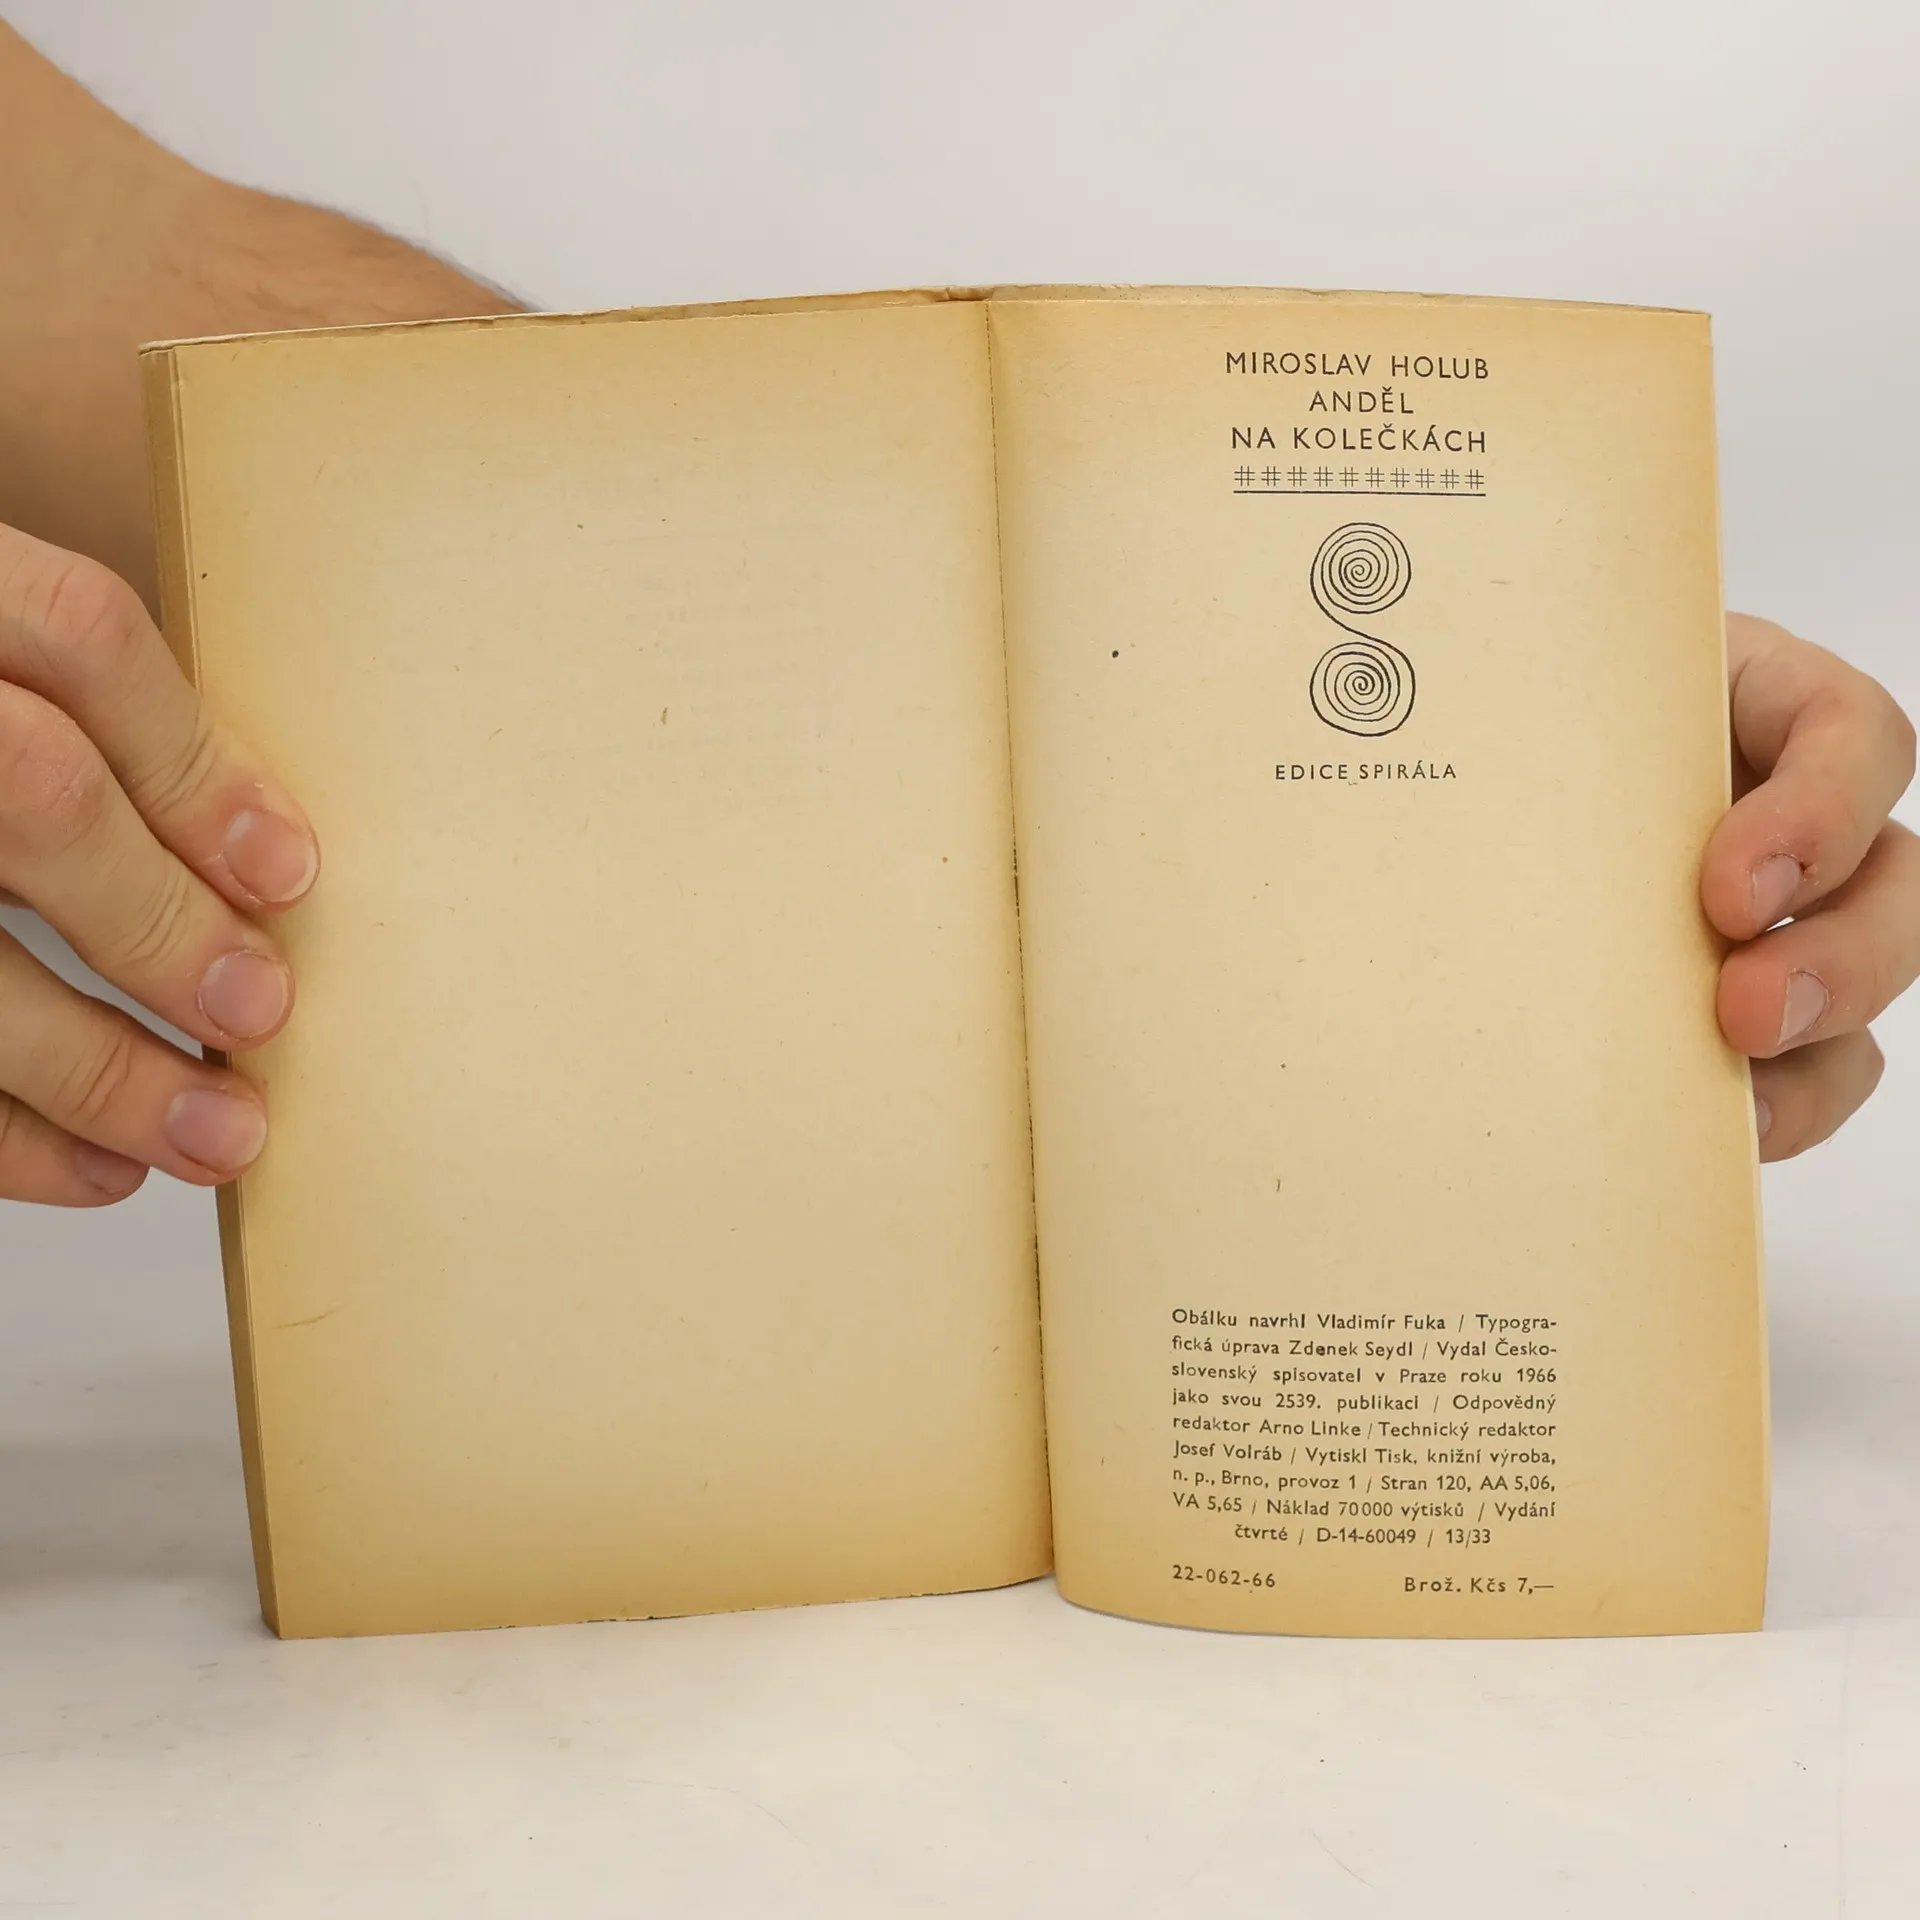 MIROSLAV HOLUB
ANDĚL
NA KOLEČKÁCH
##########
EDICE SPIRÁLA
Obálku navrhl Vladimír Fuka / Typogra-
fická úprava Zdenek Seydl / Vydal Česko-
slovenský spisovatel v Praze roku 1966
jako svou 2539. publikaci / Odpovědný
redaktor Arno Linke / Technický redaktor
Josef Volráb / Vytiskl Tisk, knižní výroba,
n. p., Brno, provoz 1 / Stran 120, AA 5,06,
VA 5,65 / Náklad 70000 výtisků / Vydání
čtvrté / D-14-60049 / 13/33
22-062-66 Brož. Kčs 7,—